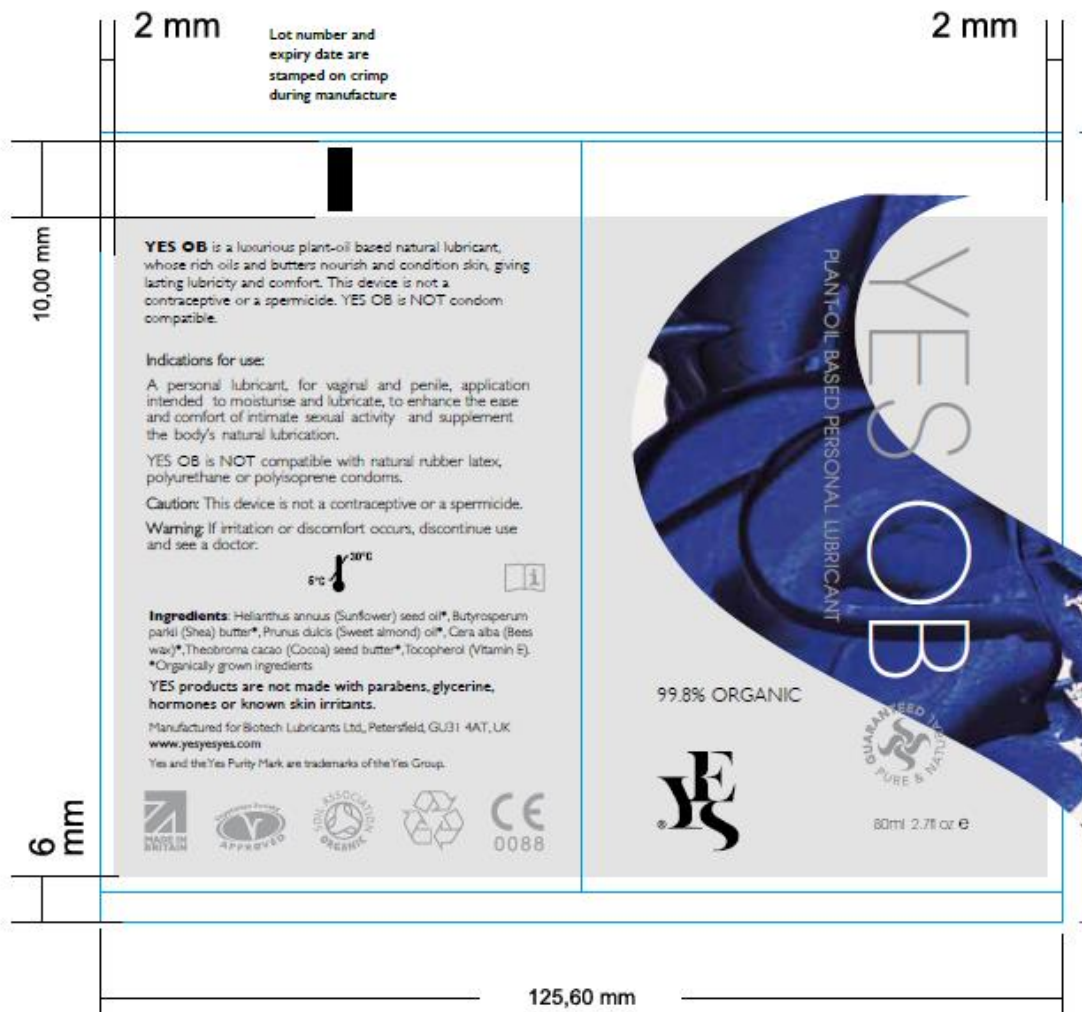 2 mm
Lot number and
expiry date are
stamped on crimp
during manufacture
2 mm
10,00 mm
YES OB is a luxurious plant-oil based natural lubricant,
whose rich oils and butters nourish and condition skin, giving
lasting lubricity and comfort. This device is not a
contraceptive or a spermicide. YES OB is NOT condom
compatible.
Indications for use:
A personal lubricant, for vaginal and penile, application
intended to moisturise and lubricate, to enhance the ease
and comfort of intimate sexual activity and supplement
the body's natural lubrication.
YES OB is NOT compatible with natural rubber latex,
polyurethane or polyisoprene condoms.
Caution: This device is not a contraceptive or a spermicide.
Warning: If irritation or discomfort occurs, discontinue use
and see a doctor.
30°C
5°C
i
Ingredients: Helianthus annuus (Sunflower) seed oil*, Butyrosperum
parkii (Shea) butter*, Prunus dulcis (Sweet almond) oil*, Cera alba (Bees
wax)*, Theobroma cacao (Cocoa) seed butter*, Tocopherol (Vitamin E).
*Organically grown ingredients
YES products are not made with parabens, glycerine,
hormones or known skin irritants.
Manufactured for Biotech Lubricants Ltd., Petersfield, GU31 4AT, UK
www.yesyesyes.com
Yes and the Yes Purity Mark are trademarks of the Yes Group.
MADE IN
BRITAIN
Vegetarian Society
APPROVED
SOIL ASSOCIATION
ORGANIC
CE
0088
6
mm
YES OB
PLANT-OIL BASED PERSONAL LUBRICANT
99.8% ORGANIC
GUARANTEED
PURE & NATURAL
YES
®
80ml 2.7fl oz e
125,60 mm